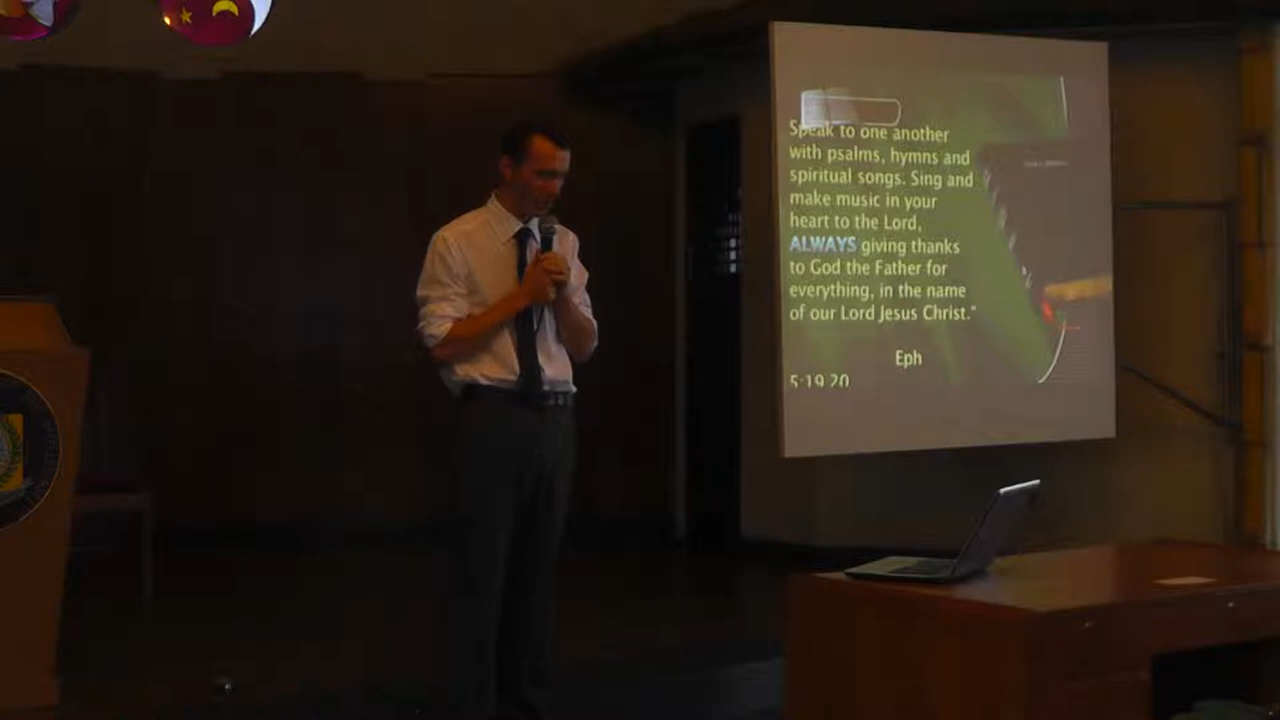 Speak to one another
with psalms, hymns and
spiritual songs. Sing and
make music in your
heart to the Lord,
ALWAYS giving thanks
to God the Father for
everything, in the name
of our Lord Jesus Christ."
Eph
5:19.20